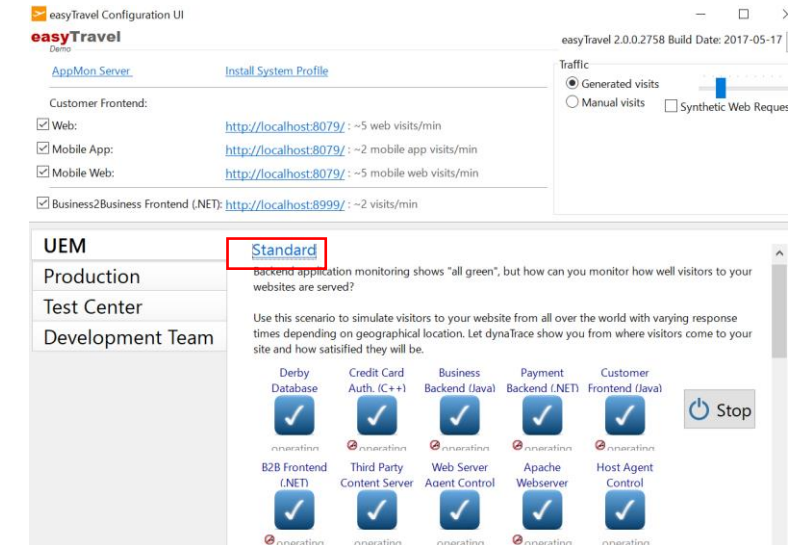 easyTravel Configuration UI
easyTravel
Demo
easyTravel 2.0.0.2758 Build Date: 2017-05-17
AppMon Server
Install System Profile
Traffic
Generated visits
Manual visits
Synthetic Web Reques
Customer Frontend:
Web:
http://localhost:8079/ : ~5 web visits/min
Mobile App:
http://localhost:8079/ : ~2 mobile app visits/min
Mobile Web:
http://localhost:8079/ : ~5 mobile web visits/min
Business2Business Frontend (.NET): http://localhost:8999/ : ~2 visits/min
UEM
Production
Test Center
Development Team
Standard
Backend application monitoring shows "all green", but how can you monitor how well visitors to your
websites are served?
Use this scenario to simulate visitors to your website from all over the world with varying response
times depending on geographical location. Let dynaTrace show you from where visitors come to your
site and how satisfied they will be.
Derby Database
Credit Card Auth. (C++)
Business Backend (Java)
Payment Backend (.NET)
Customer Frontend (Java)
operating
operating
operating
operating
operating
Stop
B2B Frontend (.NET)
Third Party Content Server
Web Server Agent Control
Apache Webserver
Host Agent Control
operating
operating
operating
operating
operating